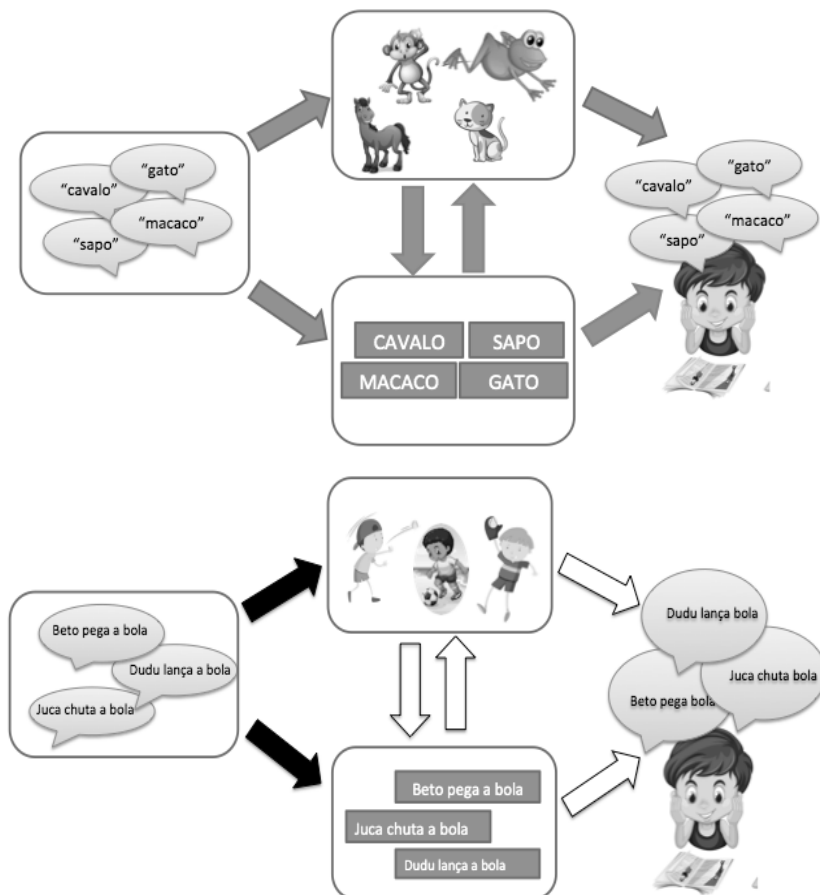 “gato”
“cavalo”
“macaco”
“sapo”
CAVALO SAPO
MACACO GATO
“gato”
“cavalo”
“macaco”
“sapo”
Beto pega a bola
Dudu lança a bola
Juca chuta a bola
Beto pega a bola
Juca chuta a bola
Dudu lança a bola
Dudu lança bola
Juca chuta bola
Beto pega bola